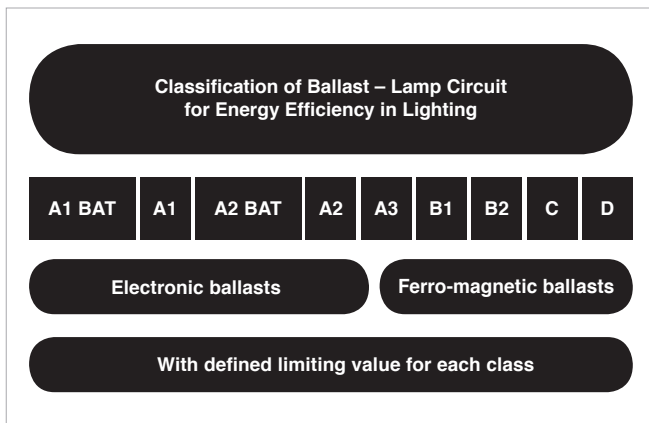 Classification of Ballast – Lamp Circuit
for Energy Efficiency in Lighting
A1 BAT A1 A2 BAT A2 A3 B1 B2 C D
Electronic ballasts Ferro-magnetic ballasts
With defined limiting value for each class